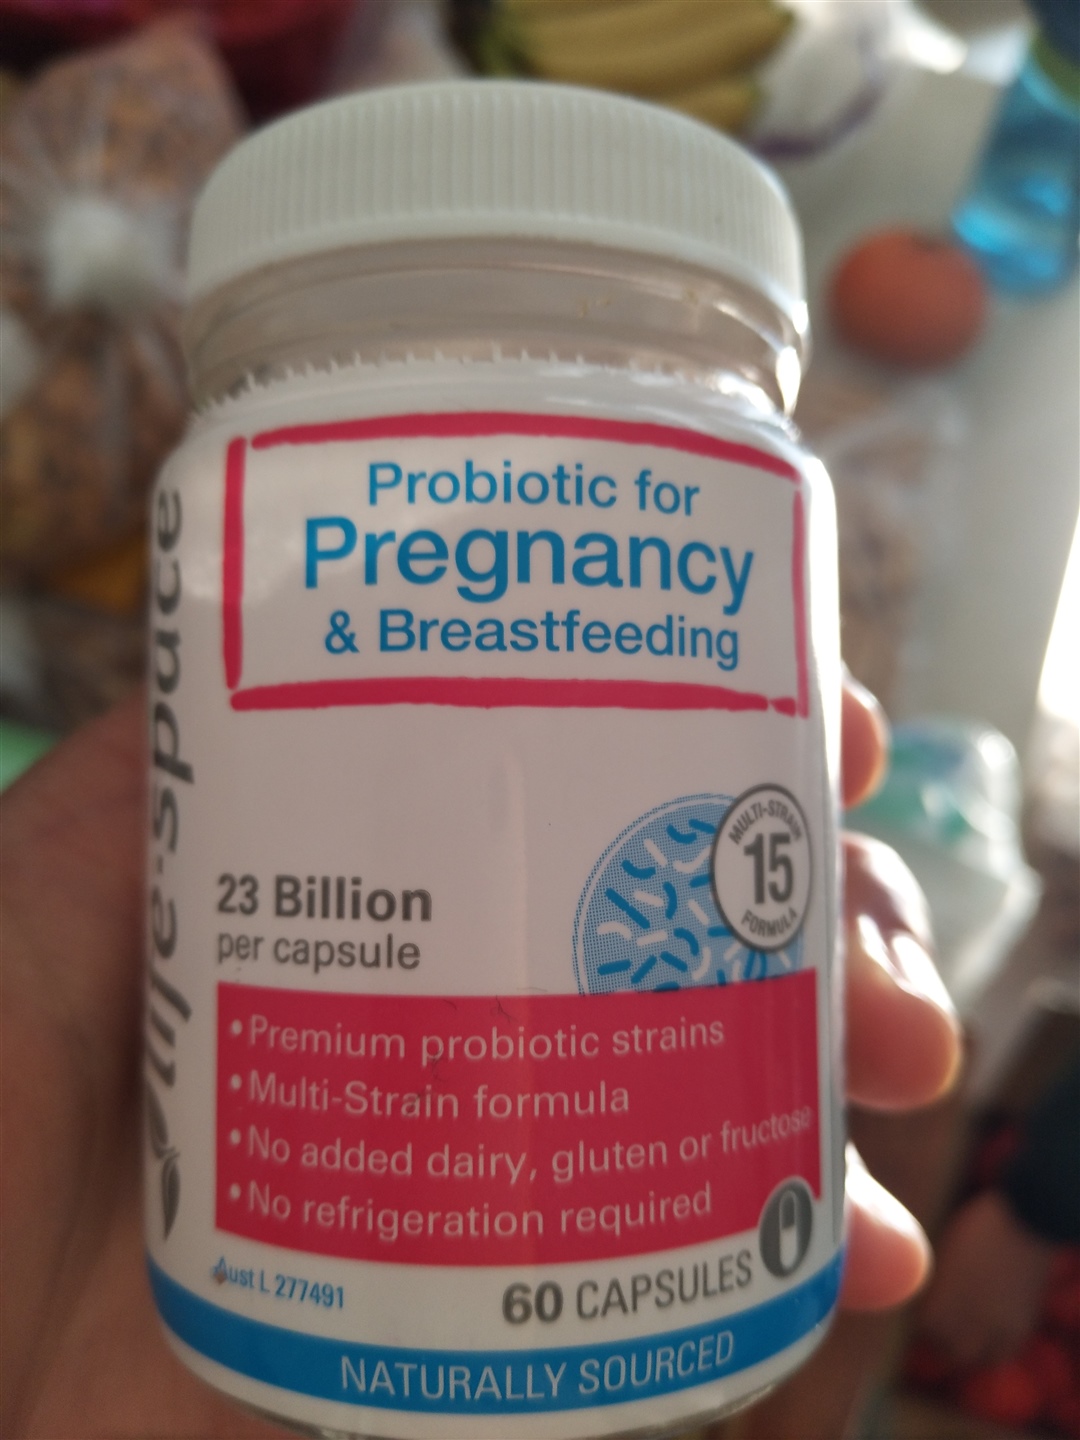 Probiotic for
Pregnancy
& Breastfeeding
life-space
MULTI-STRAIN
15
FORMULA
23 Billion
per capsule
• Premium probiotic strains
• Multi-Strain formula
• No added dairy, gluten or fructose
• No refrigeration required
Aust L 277491
60 CAPSULES
NATURALLY SOURCED